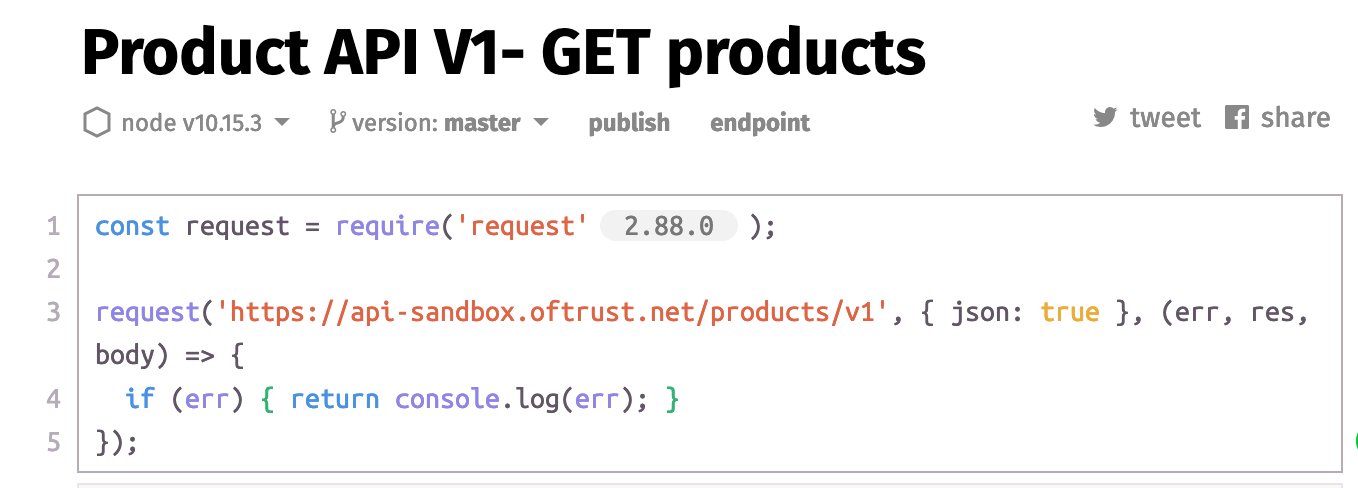 Product API V1- GET products
node v10.15.3 version: master publish endpoint tweet share
1 const request = require('request' 2.88.0 );
2
3 request('https://api-sandbox.oftrust.net/products/v1', { json: true }, (err, res,
body) => {
4 if (err) { return console.log(err); }
5 });